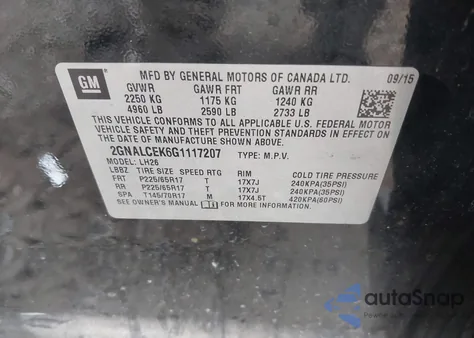 GM
MFD BY GENERAL MOTORS OF CANADA LTD. 09/15
GVWR GAWR FRT GAWR RR
2250 KG 1175 KG 1240 KG
4960 LB 2590 LB 2733 LB
THIS VEHICLE CONFORMS TO ALL APPLICABLE U.S. FEDERAL MOTOR
VEHICLE SAFETY, BUMPER, AND THEFT PREVENTION STANDARDS IN EFFECT ON
THE DATE OF MANUFACTURE SHOWN ABOVE.
2GNALCEK6G1117207 TYPE: M.P.V.
MODEL: LH26
LBBZ TIRE SIZE SPEED RTG RIM COLD TIRE PRESSURE
FRT P225/65R17 T 17X7J 240KPA(35PSI)
RR P225/65R17 T 17X7J 240KPA(35PSI)
SPA T145/70R17 M 17X4.5T 420KPA(60PSI)
SEE OWNER'S MANUAL FOR MORE INFORMATION.
autoSnap